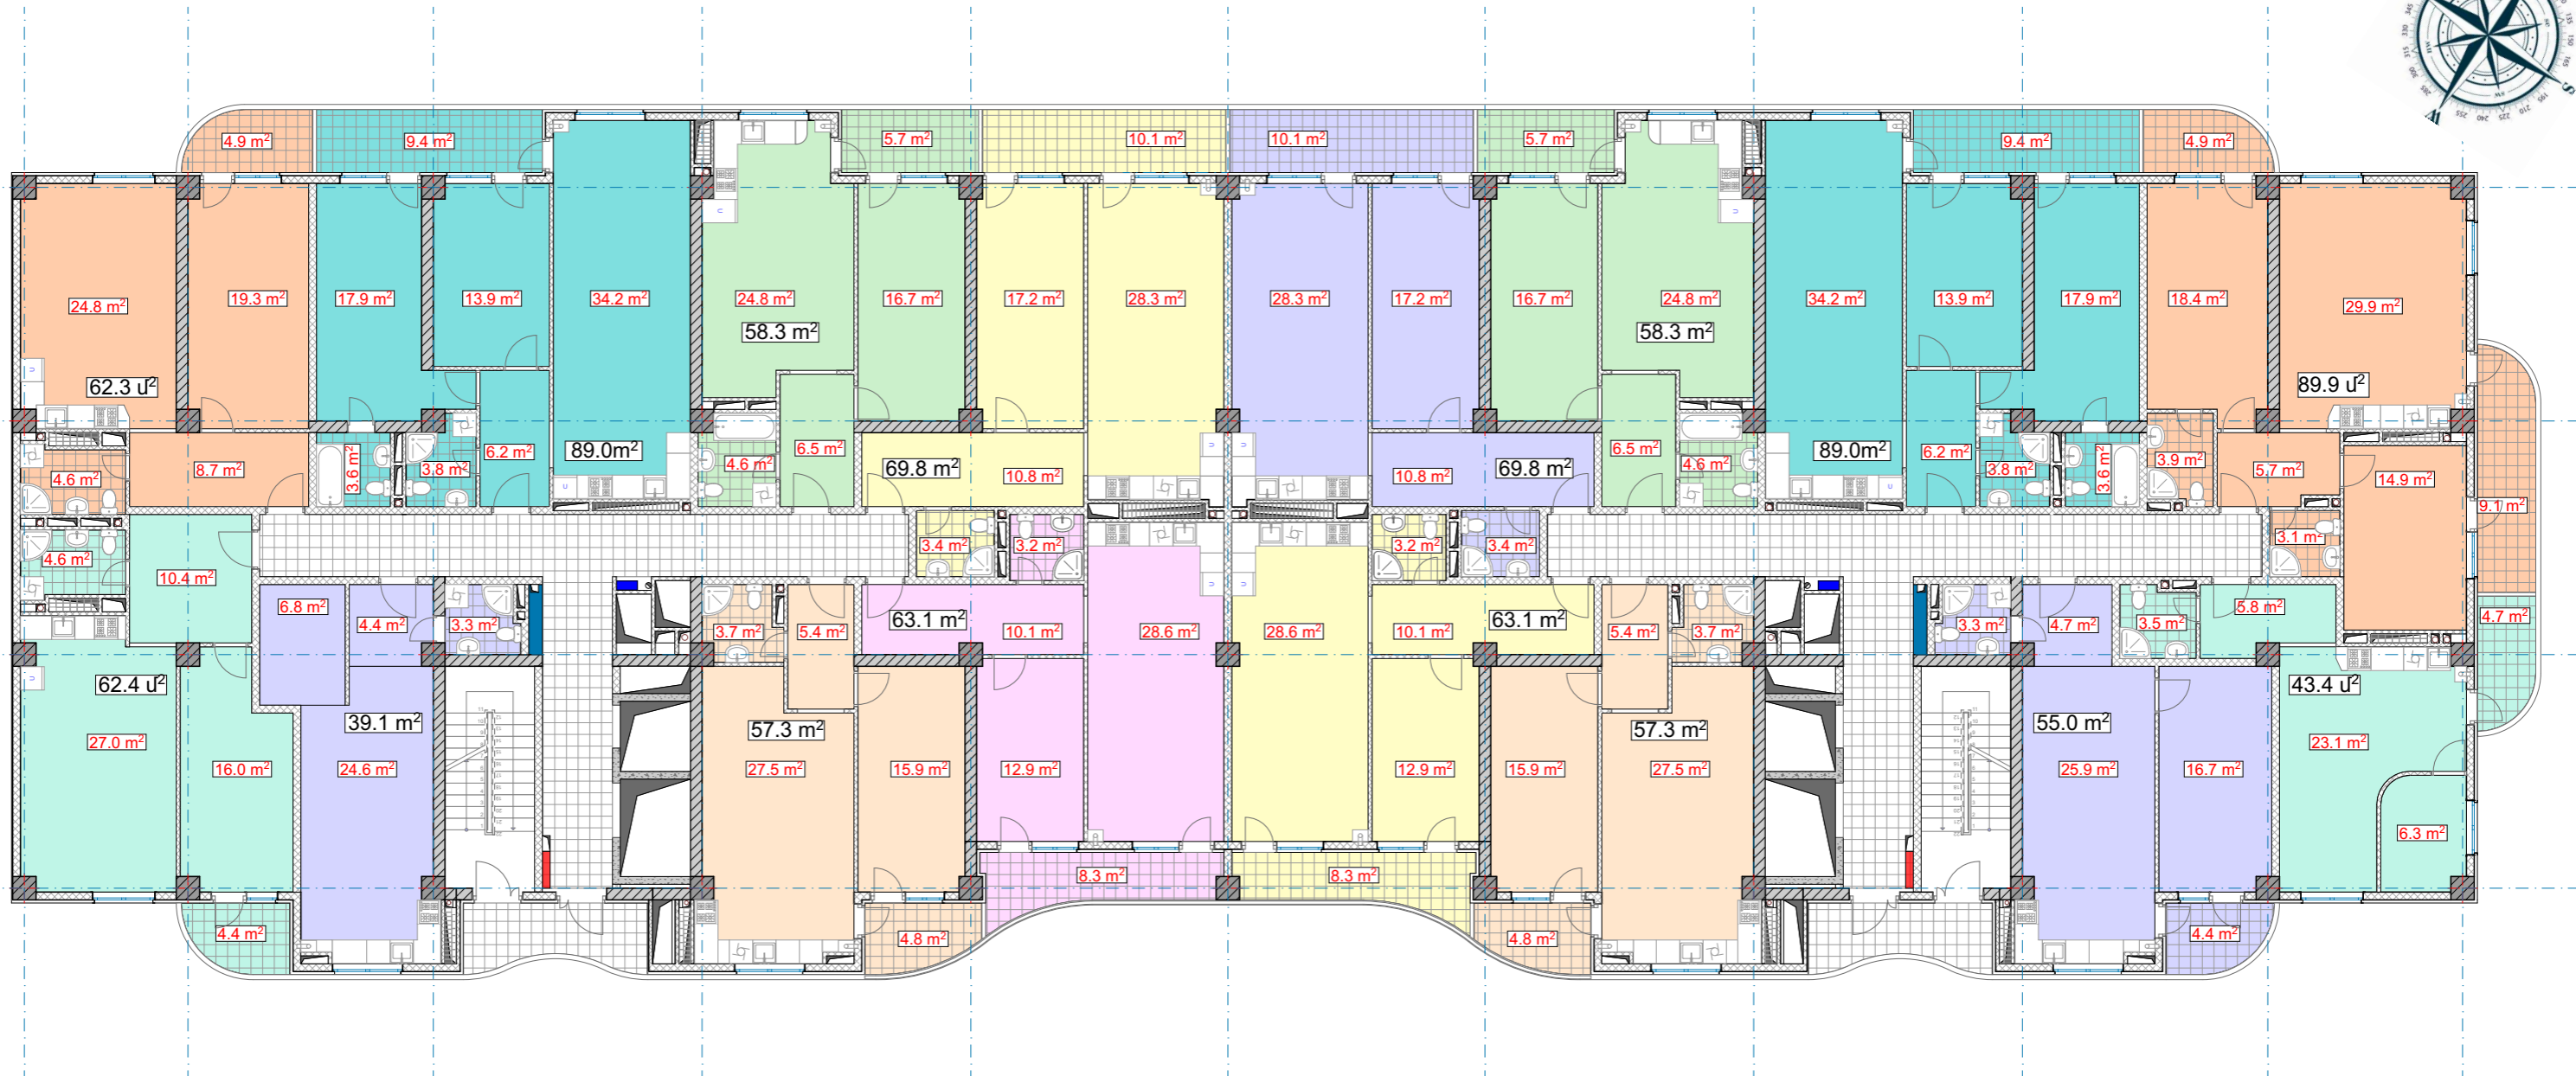 4.9 m²
9.4 m²
5.7 m²
10.1 m²
10.1 m²
5.7 m²
9.4 m²
4.9 m²
24.8 m²
19.3 m²
17.9 m²
13.9 m²
34.2 m²
24.8 m²
16.7 m²
17.2 m²
28.3 m²
28.3 m²
17.2 m²
16.7 m²
24.8 m²
34.2 m²
13.9 m²
17.9 m²
18.4 m²
29.9 m²
58.3 m²
58.3 m²
62.3 u²
89.9 u²
8.7 m²
3.6 m²
3.8 m²
6.2 m²
89.0m²
4.6 m²
6.5 m²
69.8 m²
10.8 m²
10.8 m²
69.8 m²
6.5 m²
4.6 m²
89.0m²
6.2 m²
3.8 m²
3.6 m²
3.9 m²
5.7 m²
14.9 m²
4.6 m²
9.1 m²
4.6 m²
10.4 m²
3.4 m²
3.2 m²
3.2 m²
3.4 m²
3.1 m²
6.8 m²
4.4 m²
3.3 m²
3.7 m²
5.4 m²
63.1 m²
10.1 m²
28.6 m²
28.6 m²
10.1 m²
63.1 m²
5.4 m²
3.7 m²
3.3 m²
4.7 m²
3.5 m²
5.8 m²
4.7 m²
62.4 u²
39.1 m²
57.3 m²
57.3 m²
55.0 m²
43.4 u²
27.0 m²
16.0 m²
24.6 m²
27.5 m²
15.9 m²
12.9 m²
12.9 m²
15.9 m²
27.5 m²
25.9 m²
16.7 m²
23.1 m²
6.3 m²
8.3 m²
8.3 m²
4.4 m²
4.8 m²
4.8 m²
4.4 m²